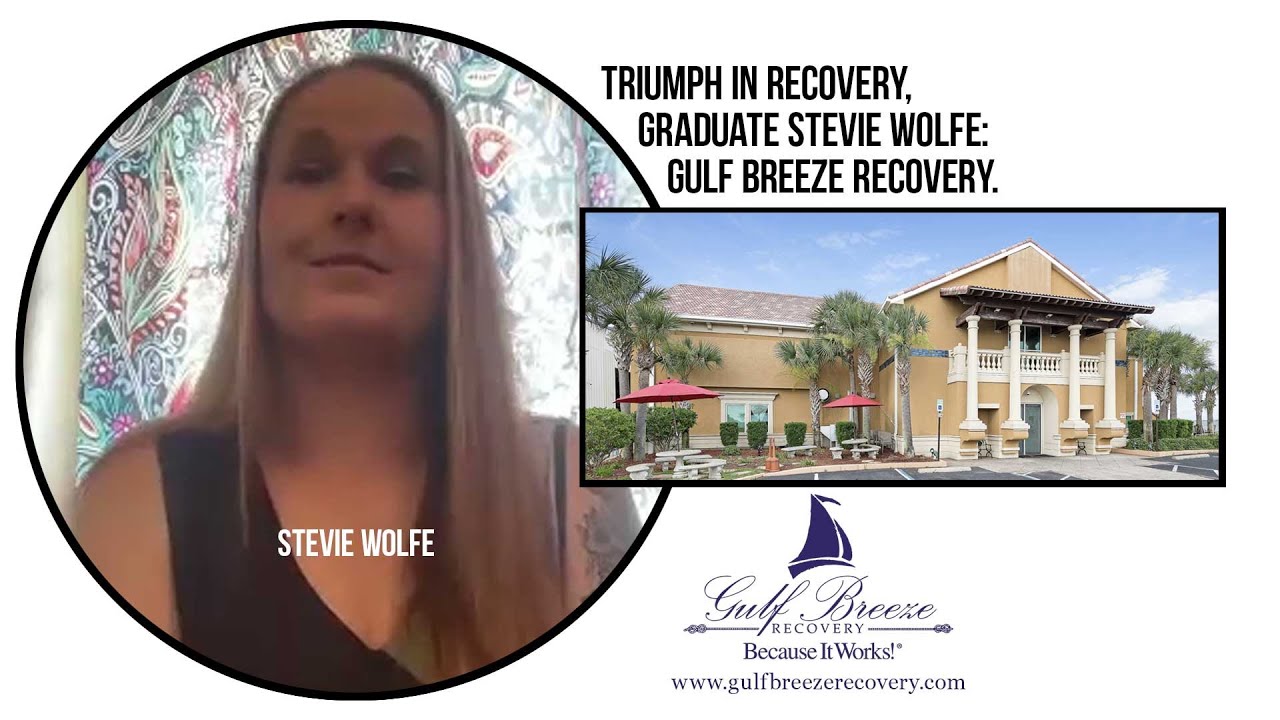 TRIUMPH IN RECOVERY,
GRADUATE STEVIE WOLFE:
GULF BREEZE RECOVERY.
STEVIE WOLFE
Gulf Breeze
RECOVERY
Because It Works!®
www.gulfbreezerecovery.com